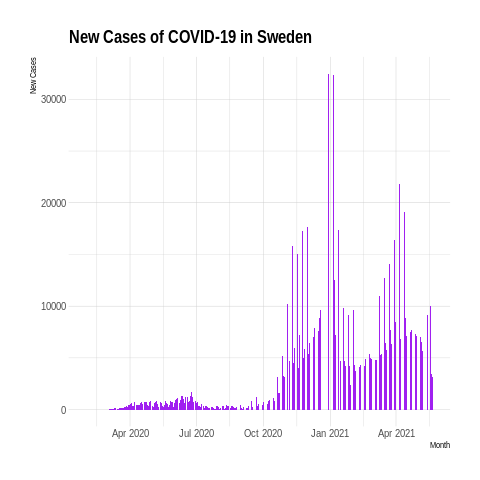 New Cases of COVID-19 in Sweden
New Cases
30000
20000
10000
0
Apr 2020 Jul 2020 Oct 2020 Jan 2021 Apr 2021
Month